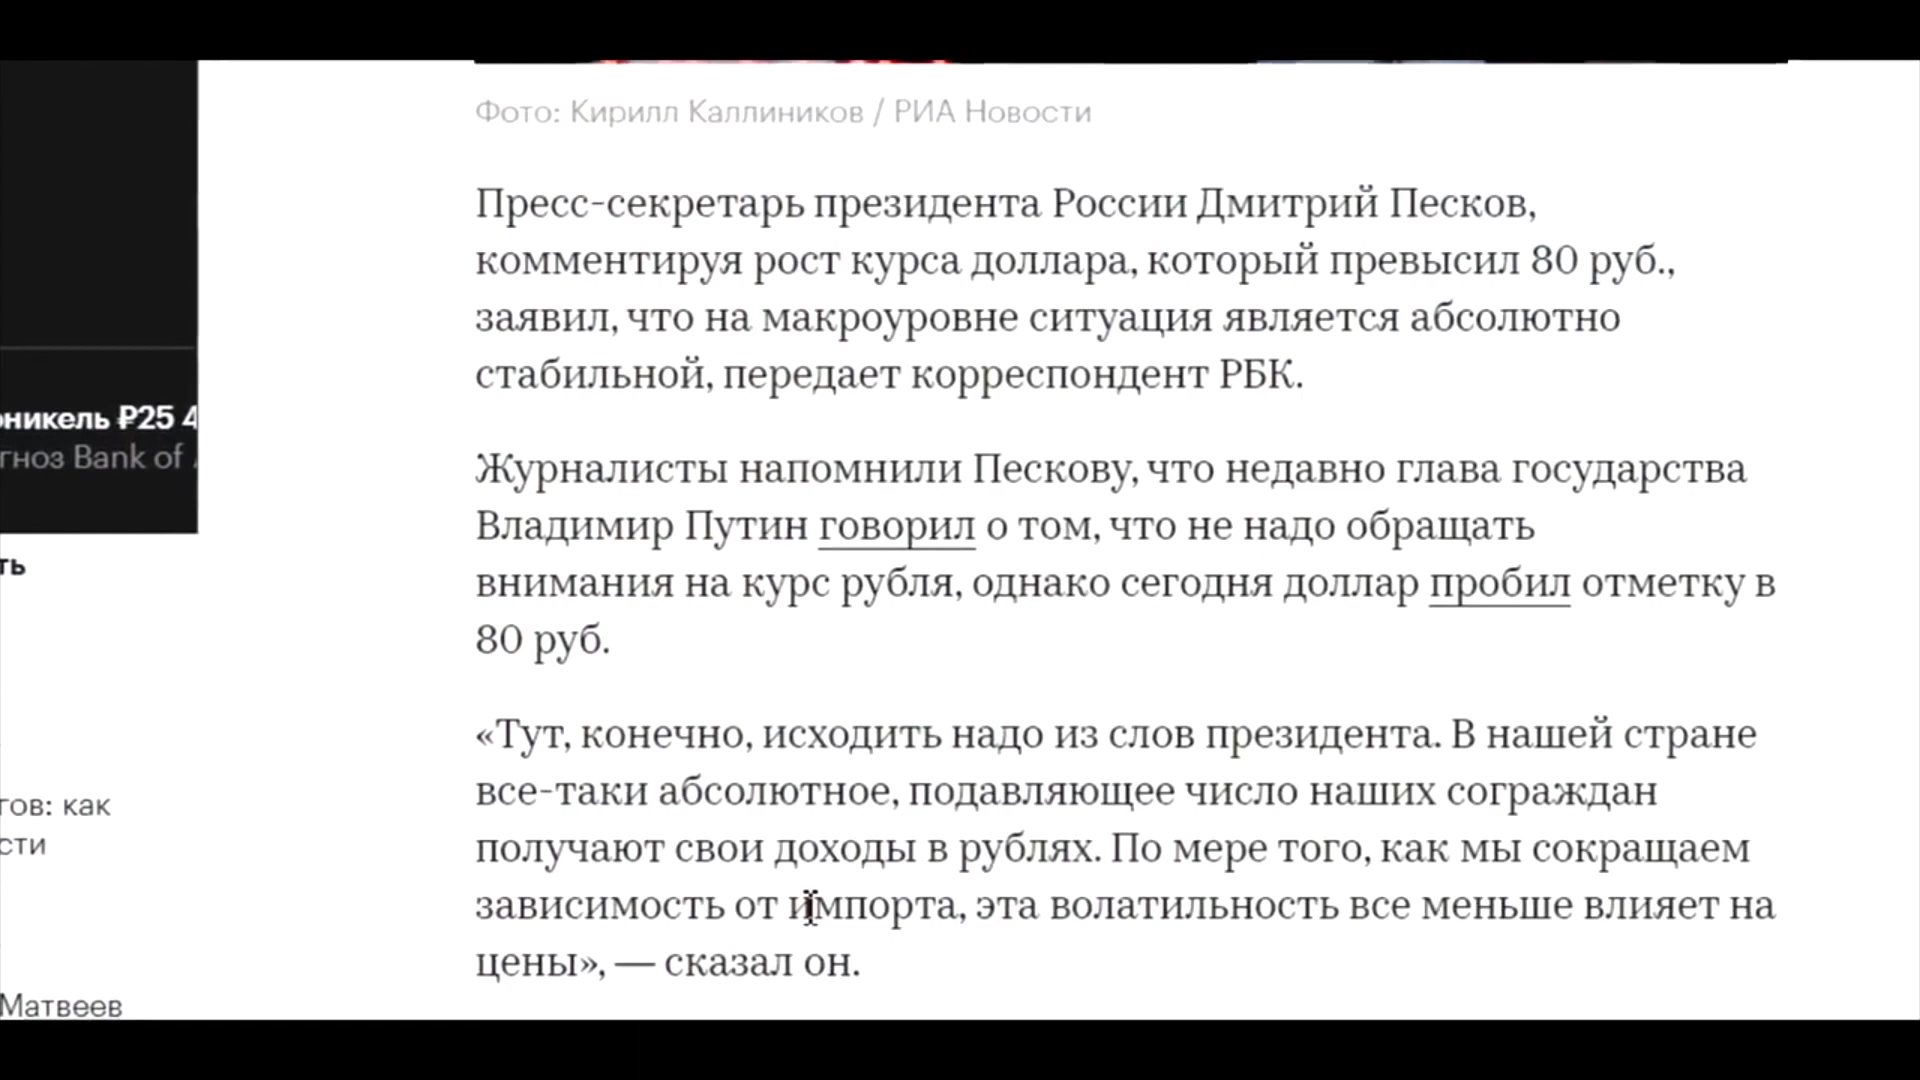 Фото: Кирилл Каллиников / РИА Новости
Пресс-секретарь президента России Дмитрий Песков,
комментируя рост курса доллара, который превысил 80 руб.,
заявил, что на макроуровне ситуация является абсолютно
стабильной, передает корреспондент РБК.
Журналисты напомнили Пескову, что недавно глава государства
Владимир Путин говорил о том, что не надо обращать
внимания на курс рубля, однако сегодня доллар пробил отметку в
80 руб.
«Тут, конечно, исходить надо из слов президента. В нашей стране
все-таки абсолютное, подавляющее число наших сограждан
получают свои доходы в рублях. По мере того, как мы сокращаем
зависимость от импорта, эта волатильность все меньше влияет на
цены», — сказал он.
оникель ₽25 4
гноз Bank of
ть
гов: как
сти
Матвеев